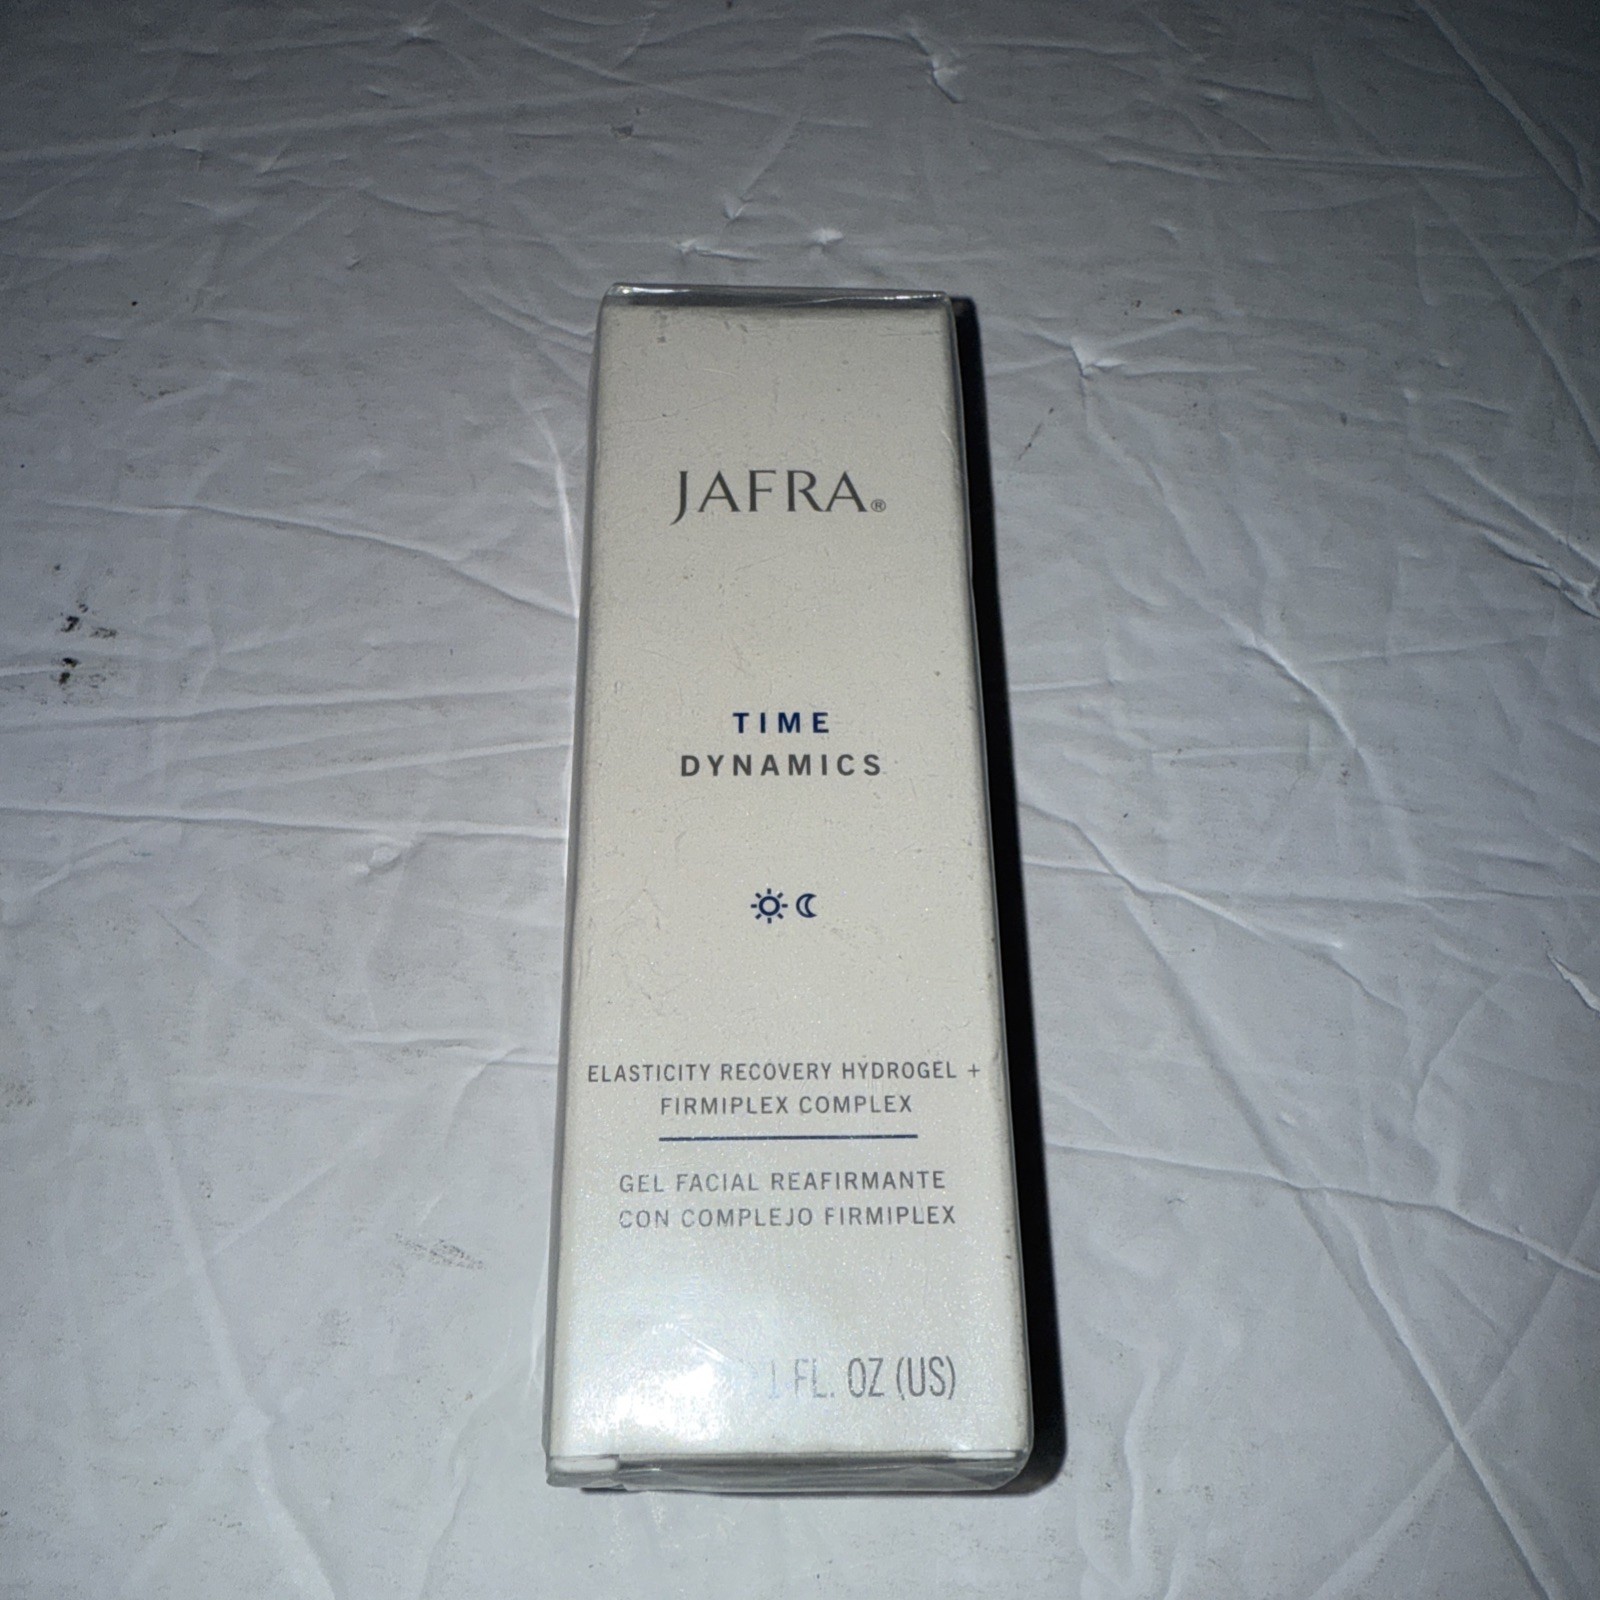 JAFRA®
TIME
DYNAMICS
ELASTICITY RECOVERY HYDROGEL +
FIRMIPLEX COMPLEX
GEL FACIAL REAFIRMANTE
CON COMPLEJO FIRMIPLEX
FL. OZ (US)